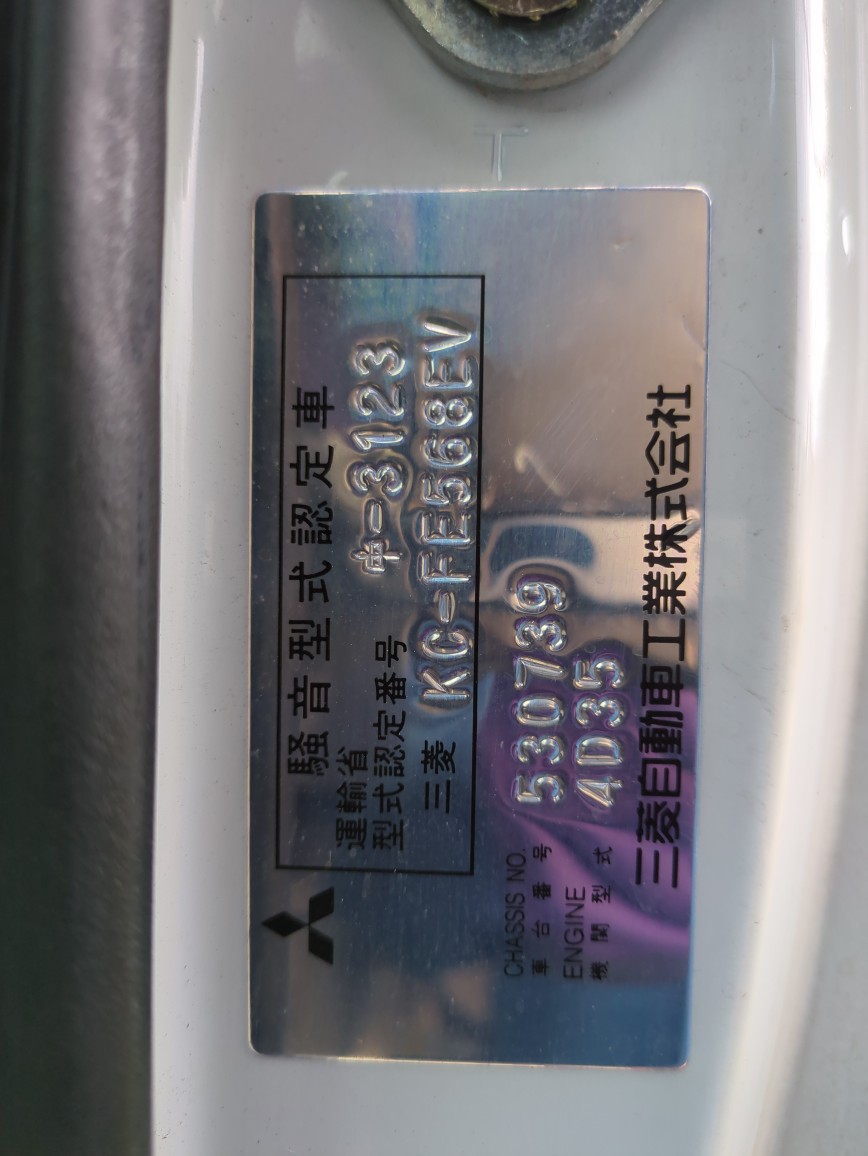 T
騒音型式認定車
運輸省
型式認定番号 中-3123
三菱 KC-FE568EV
CHASSIS NO.
車台番号 530739
ENGINE
機関型式 4D35
三菱自動車工業株式会社